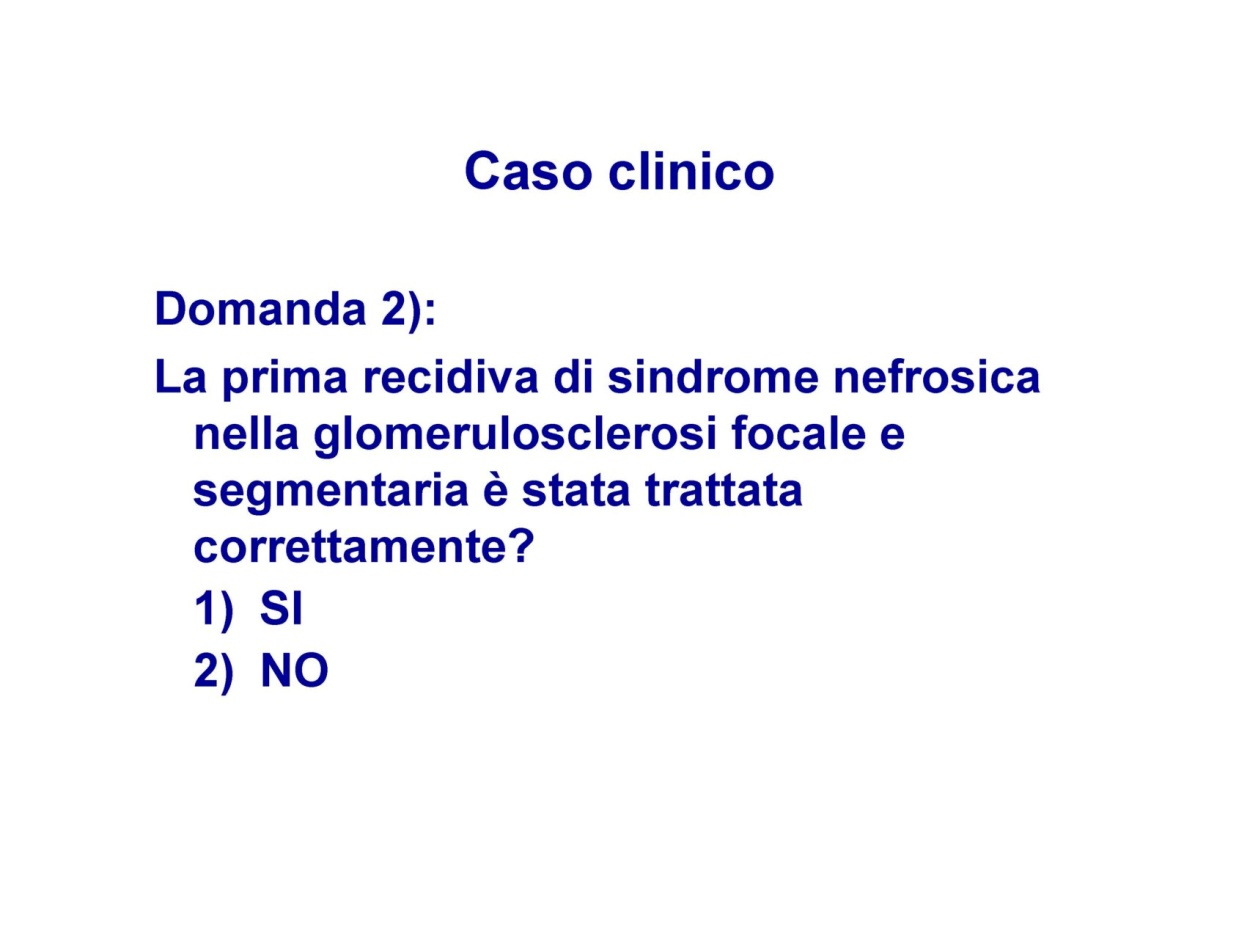 Caso clinico
Domanda 2):
La prima recidiva di sindrome nefrosica
nella glomerulosclerosi focale e
segmentaria è stata trattata
correttamente?
1) SI
2) NO